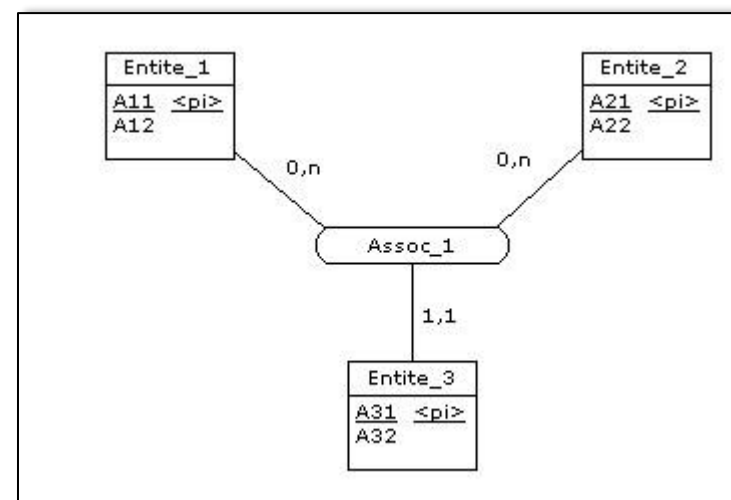 Entite_1
A11 <pi>
A12
Entite_2
A21 <pi>
A22
0,n
0,n
Assoc_1
1,1
Entite_3
A31 <pi>
A32